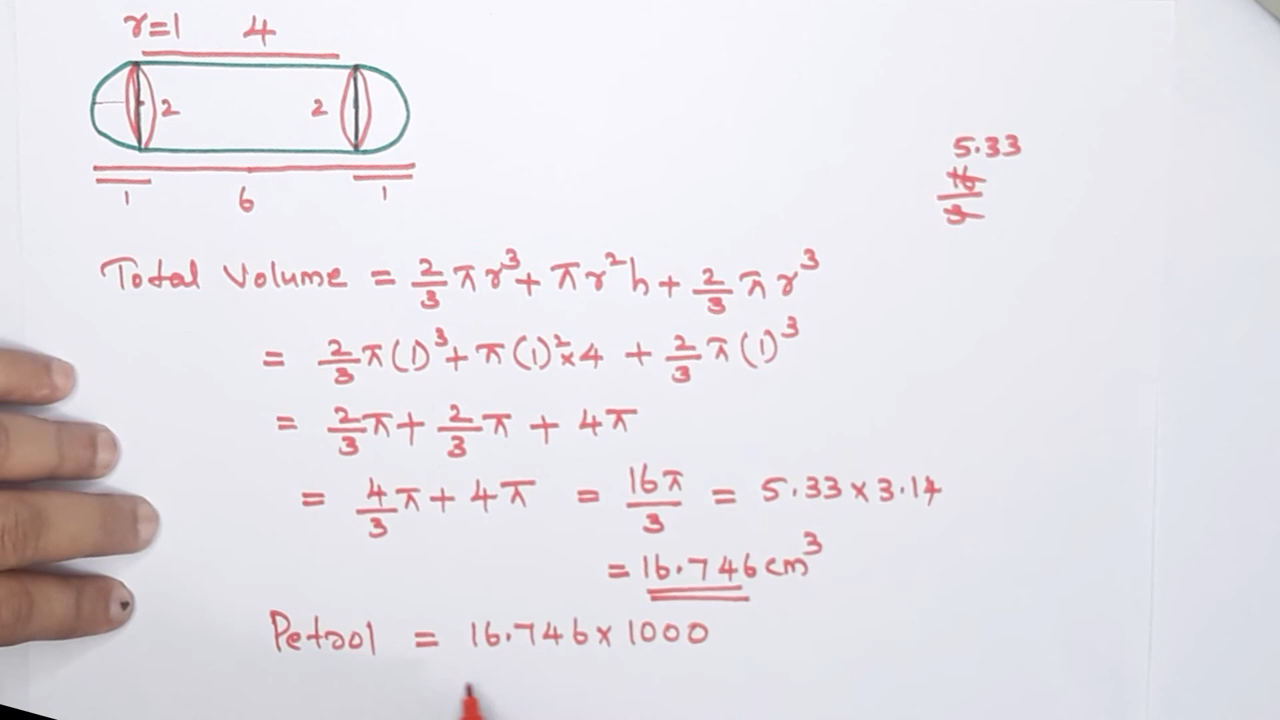 r=1 4
2 2
1 6 1
5.33
16/3
Total Volume = 2/3 πr³ + πr²h + 2/3 πr³
= 2/3 π(1)³ + π(1)²×4 + 2/3 π(1)³
= 2/3 π + 2/3 π + 4π
= 4/3 π + 4π = 16π/3 = 5.33 × 3.14
= 16.746 cm³
Petrol = 16.746 × 1000